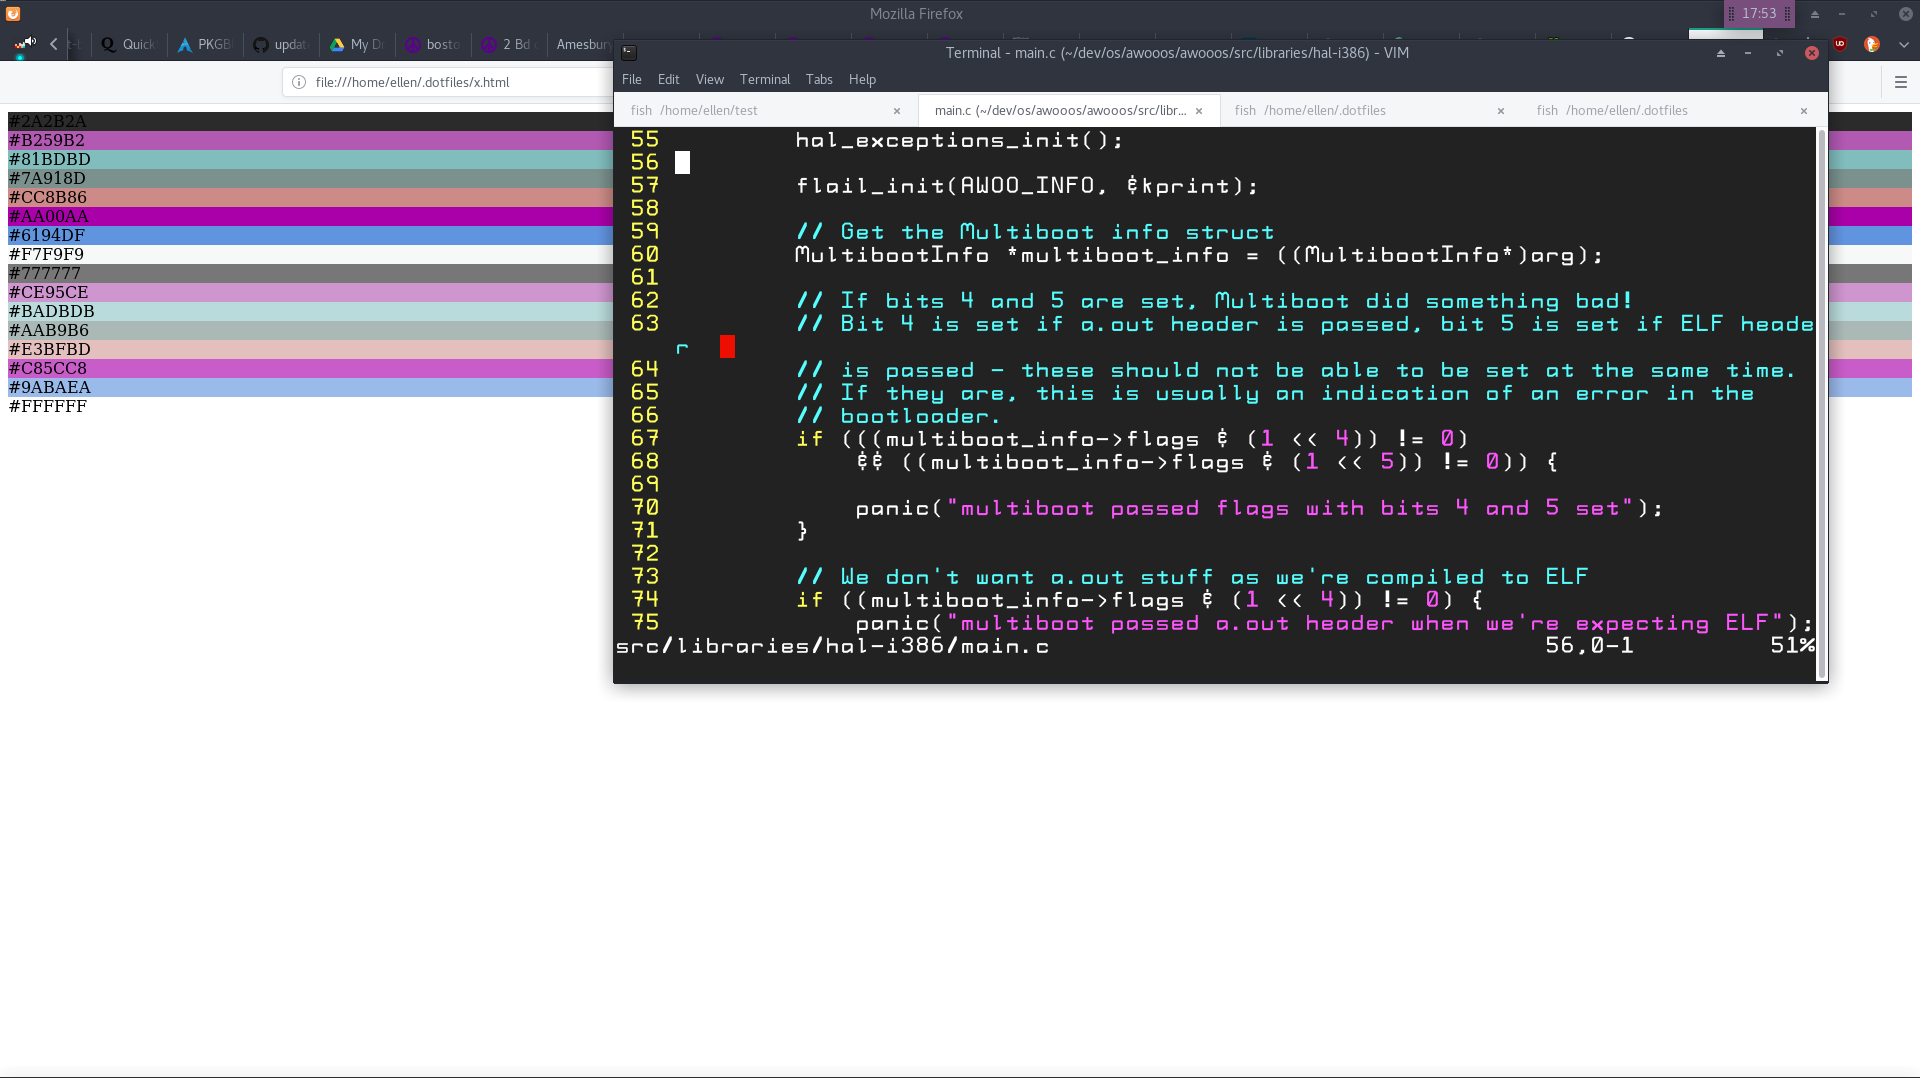 Mozilla Firefox
17:53
Quick
PKGB
updat
My D
bosto
2 Bd
Amesbur
file:///home/ellen/.dotfiles/x.html
#2A2B2A
#B259B2
#81BDBD
#7A918D
#CC8B86
#AA00AA
#6194DF
#F7F9F9
#777777
#CE95CE
#BADBDB
#AAB9B6
#E3BFBD
#C85CC8
#9ABAEA
#FFFFFF
Terminal - main.c (~/dev/os/awooos/awooos/src/libraries/hal-i386) - VIM
File Edit View Terminal Tabs Help
fish /home/ellen/test
main.c (~/dev/os/awooos/awooos/src/libr...
fish /home/ellen/.dotfiles
fish /home/ellen/.dotfiles
55 hal_exceptions_init();
56
57 flail_init(AWOO_INFO, &kprint);
58
59 // Get the Multiboot info struct
60 MultibootInfo *multiboot_info = ((MultibootInfo*)arg);
61
62 // If bits 4 and 5 are set, Multiboot did something bad!
63 // Bit 4 is set if a.out header is passed, bit 5 is set if ELF heade
r
64 // is passed - these should not be able to be set at the same time.
65 // If they are, this is usually an indication of an error in the
66 // bootloader.
67 if (((multiboot_info->flags & (1 << 4)) != 0)
68 && ((multiboot_info->flags & (1 << 5)) != 0)) {
69
70 panic("multiboot passed flags with bits 4 and 5 set");
71 }
72
73 // We don't want a.out stuff as we're compiled to ELF
74 if ((multiboot_info->flags & (1 << 4)) != 0) {
75 panic("multiboot passed a.out header when we're expecting ELF");
src/libraries/hal-i386/main.c 56,0-1 51%